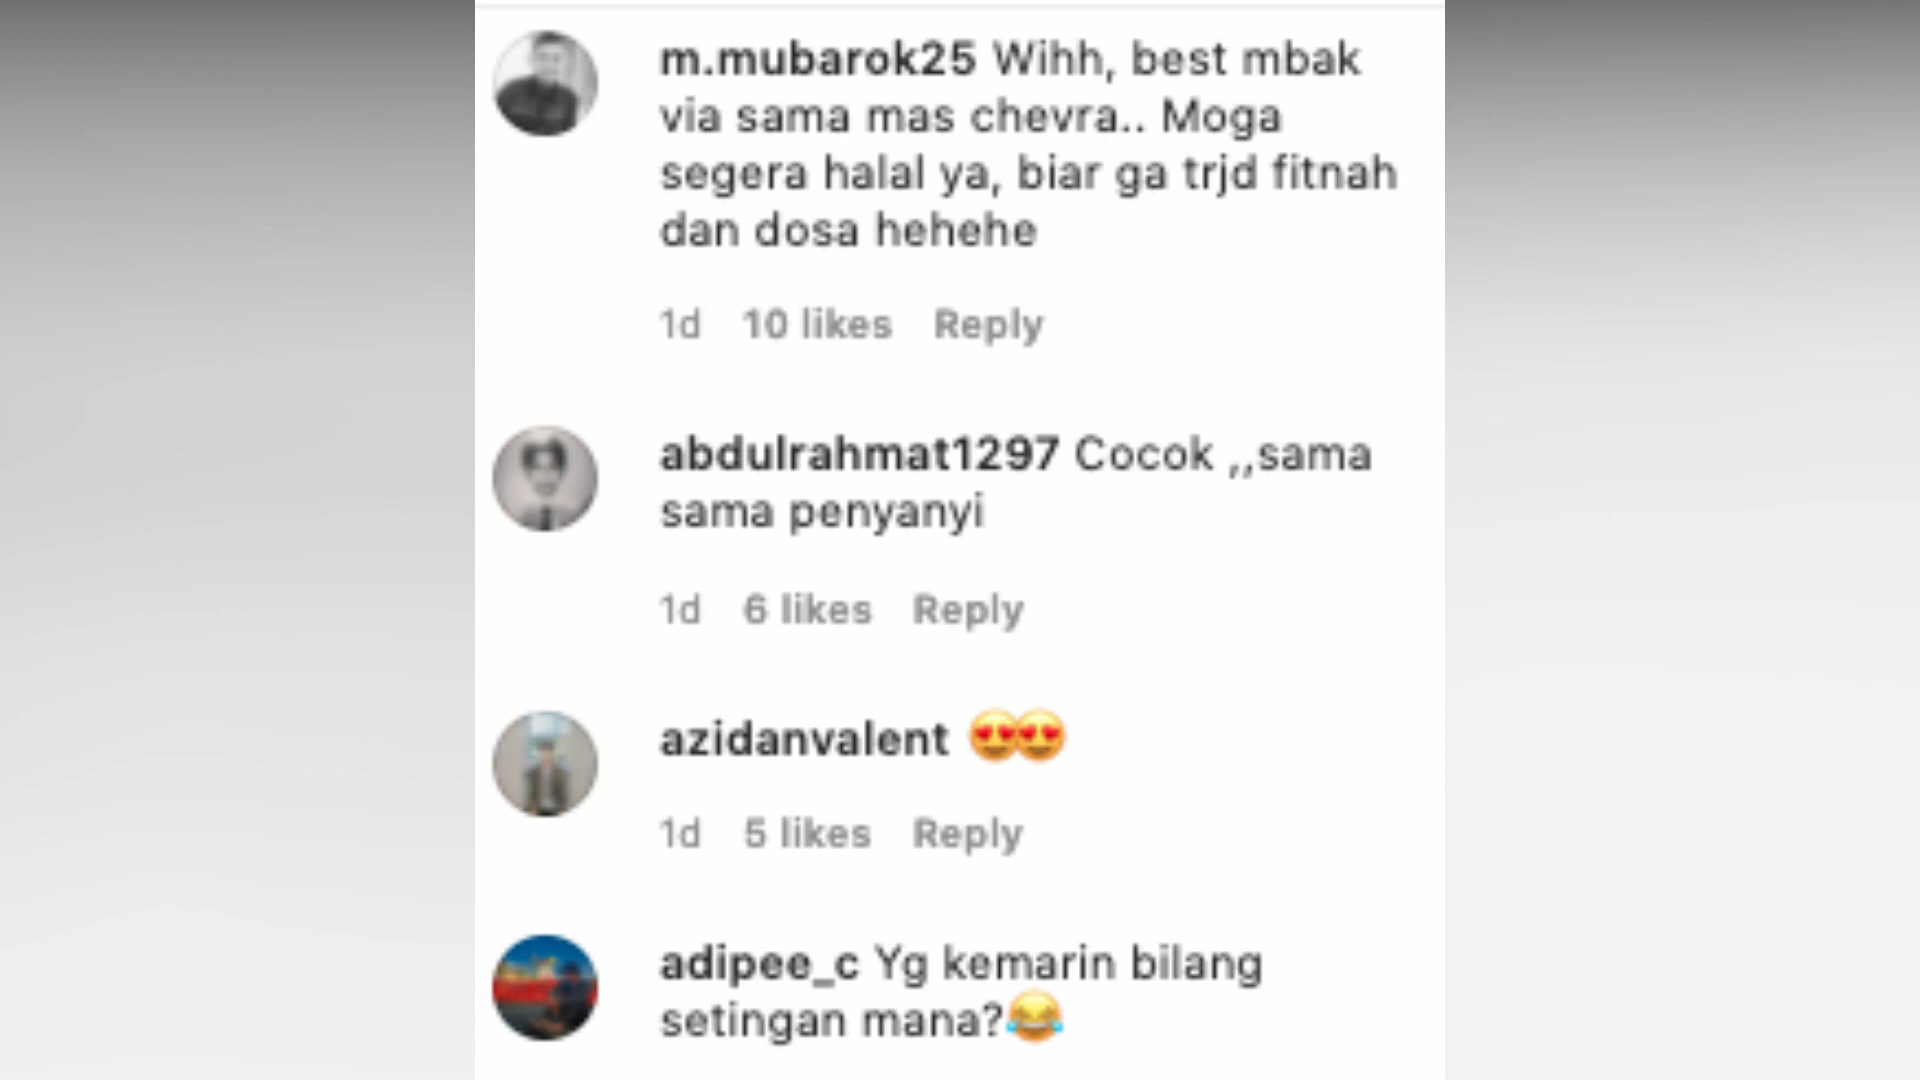 m.mubarok25 Wihh, best mbak
via sama mas chevra.. Moga
segera halal ya, biar ga trjd fitnah
dan dosa hehehe
1d 10 likes Reply
abdulrahmat1297 Cocok ,,sama
sama penyanyi
1d 6 likes Reply
azidanvalent 😍😍
1d 5 likes Reply
adipee_c Yg kemarin bilang
setingan mana?😂